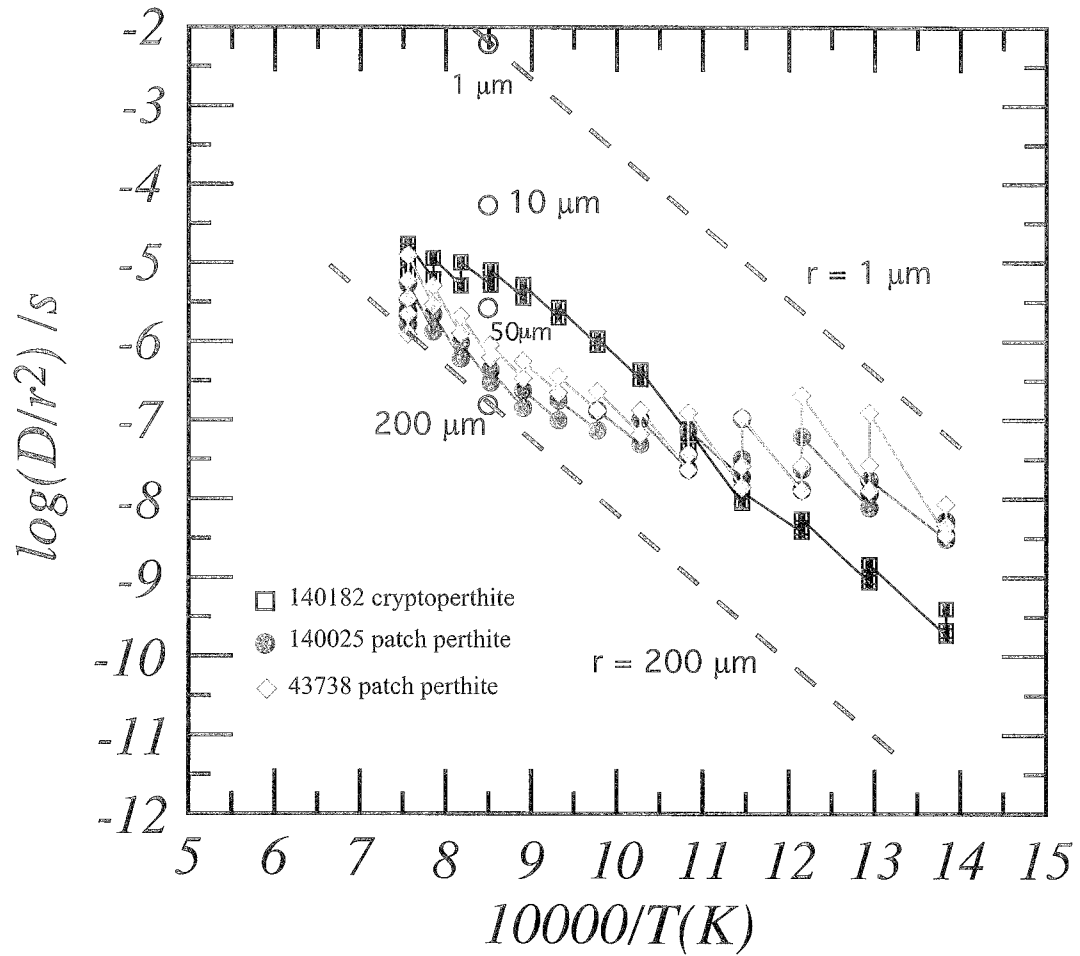 -2
-3
-4
-5
-6
-7
-8
-9
-10
-11
-12
log(D/r2) /s
1 μm
10 μm
r = 1 μm
50μm
200 μm
140182 cryptoperthite
140025 patch perthite
43738 patch perthite
r = 200 μm
5 6 7 8 9 10 11 12 13 14 15
10000/T(K)